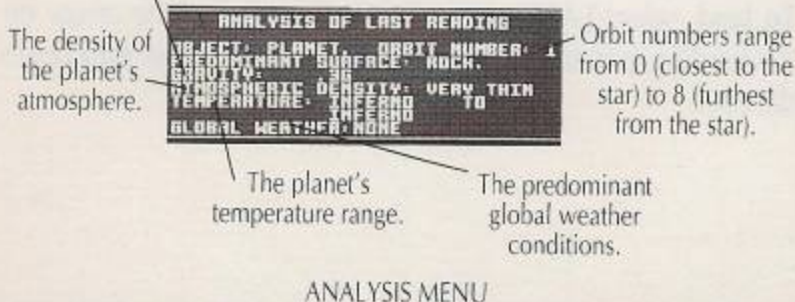 ANALYSIS OF LAST READING
OBJECT: PLANET, ORBIT NUMBER: 1
PREDOMINANT SURFACE: ROCK.
GRAVITY: .36
ATMOSPHERIC DENSITY: VERY THIN
TEMPERATURE: INFERNO TO
INFERNO
GLOBAL WEATHER: NONE
The density of
the planet's
atmosphere.
Orbit numbers range
from 0 (closest to the
star) to 8 (furthest
from the star).
The planet's
temperature range.
The predominant
global weather
conditions.
ANALYSIS MENU